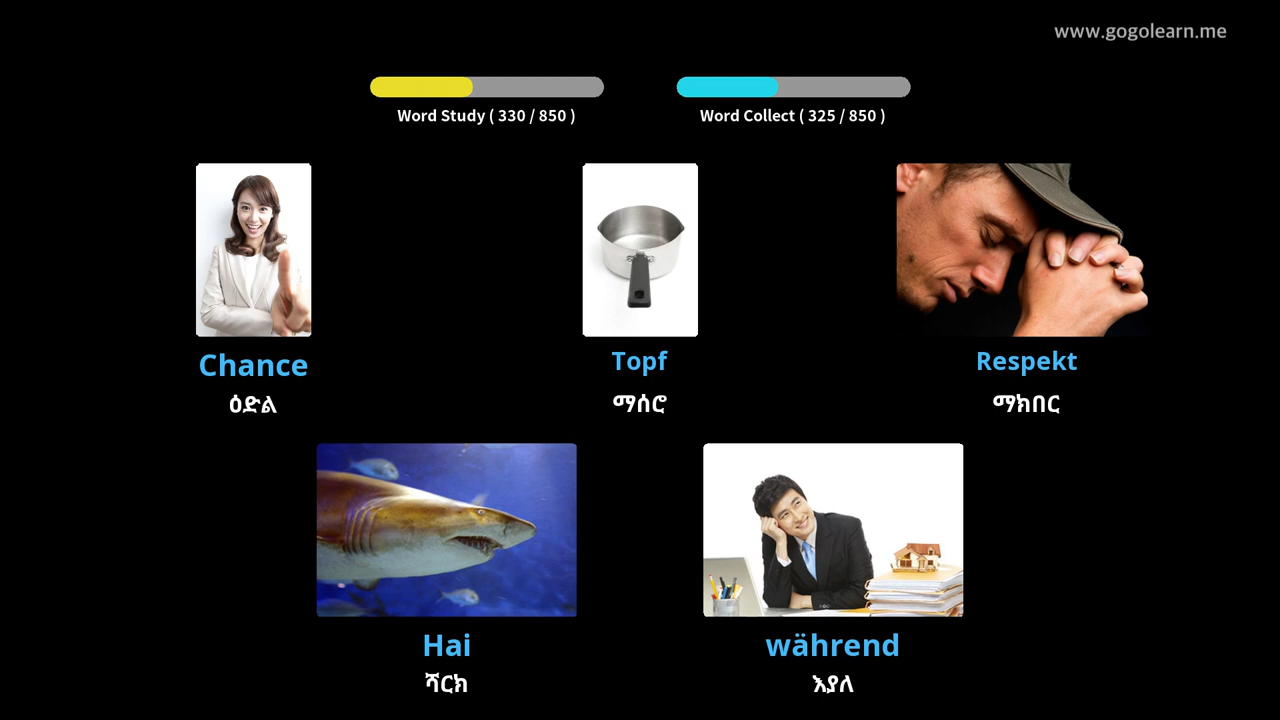 www.gogolearn.me
Word Study ( 330 / 850 )
Word Collect ( 325 / 850 )
Chance
ዕድል
Topf
ማሰሮ
Respekt
ማክበር
Hai
ሻርክ
während
እያለ